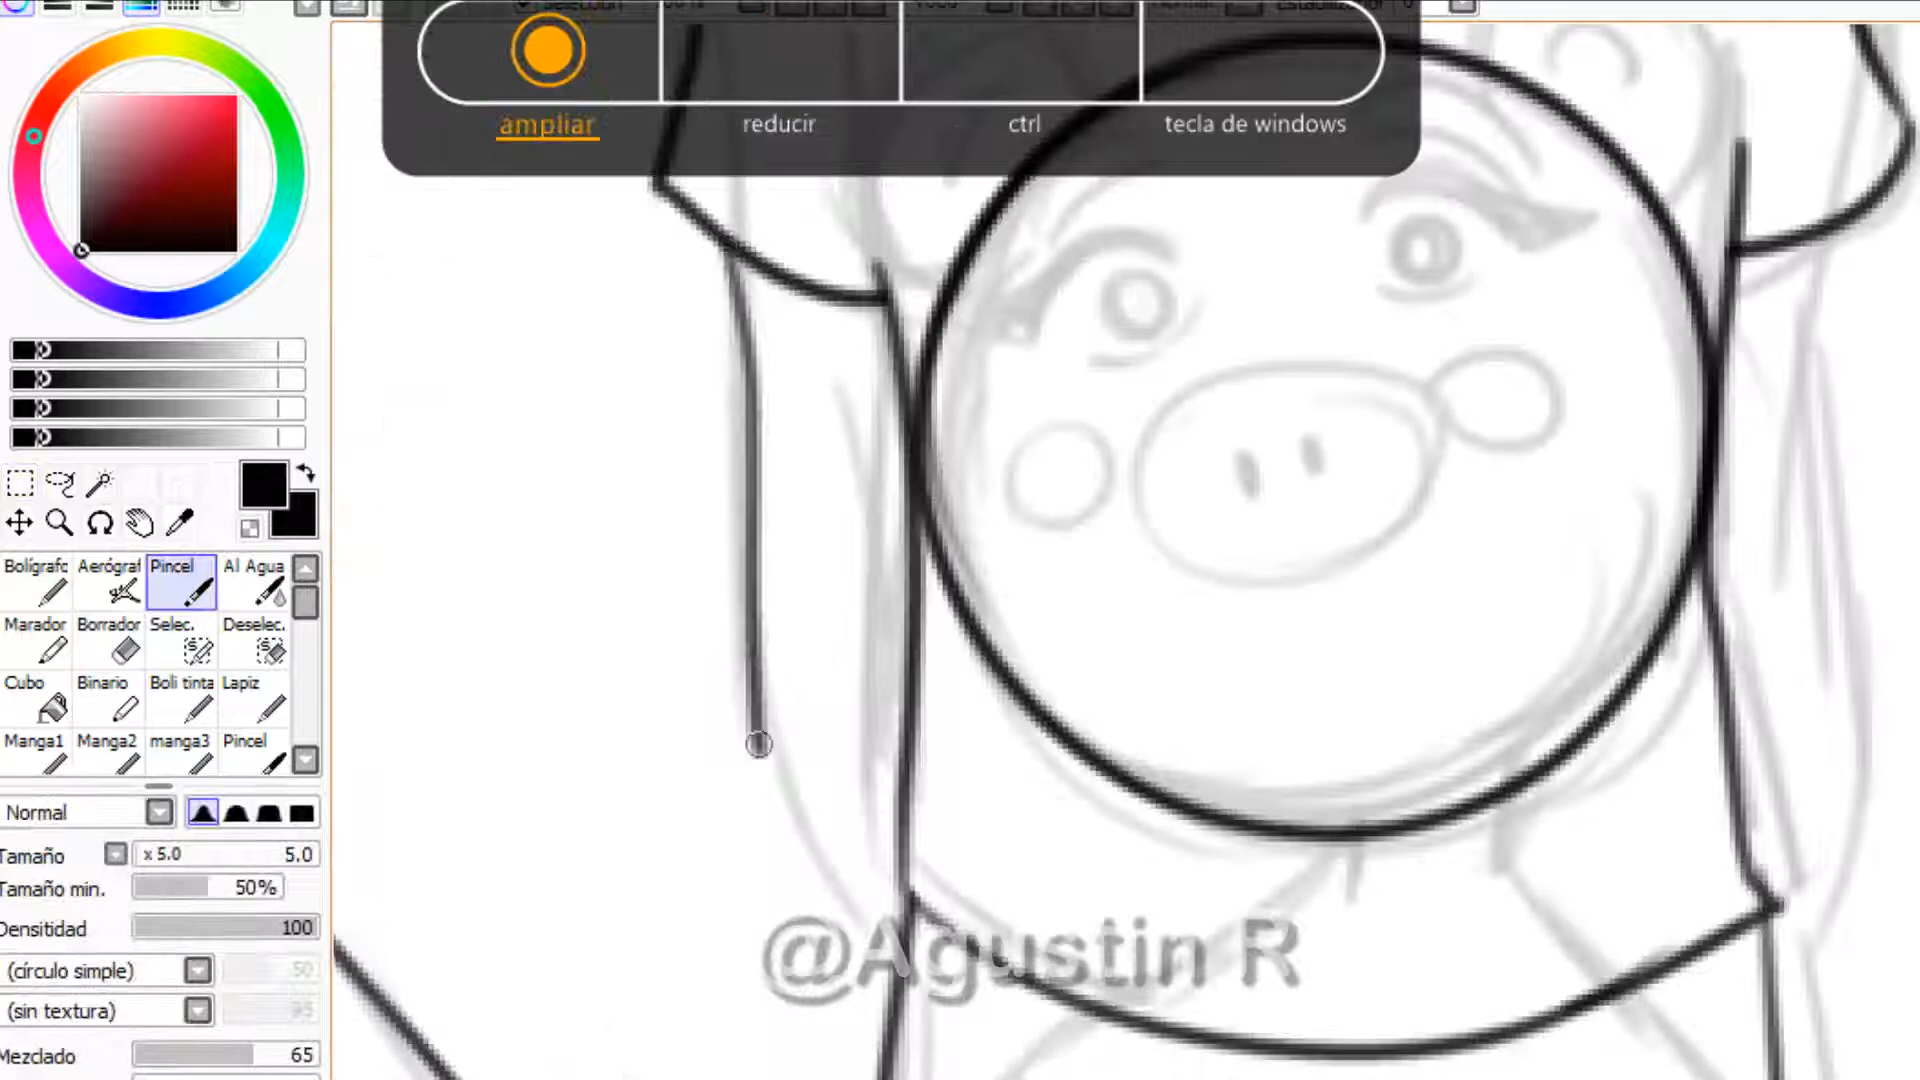 ampliar
reducir
ctrl
tecla de windows
Bolígrafo
Aerógraf
Pincel
Al Agua
Marador
Borrador
Selec.
Deselec.
Cubo
Binario
Boli tinta
Lapiz
Manga1
Manga2
manga3
Pincel
Normal
Tamaño
x 5.0
5.0
Tamaño min.
50%
Densitidad
100
(círculo simple)
50
(sin textura)
95
Mezclado
65
@Agustin R